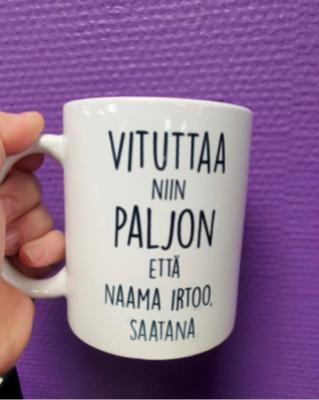 VITUTTAA
NIIN
PALJON
ETTÄ
NAAMA IRTOO,
SAATANA